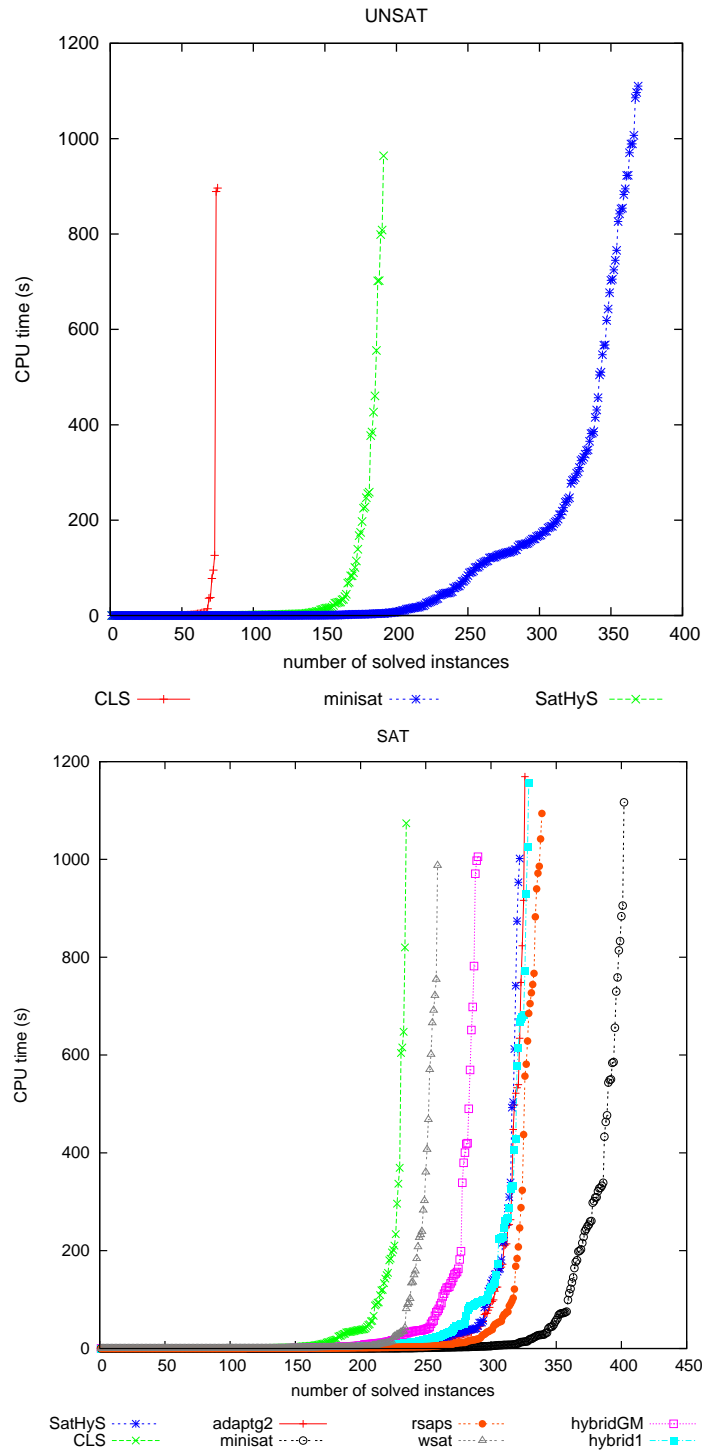 UNSAT
1200
1000
800
600
400
200
0
CPU time (s)
0 50 100 150 200 250 300 350 400
number of solved instances
CLS minisat SatHyS
SAT
1200
1000
800
600
400
200
0
CPU time (s)
0 50 100 150 200 250 300 350 400 450
number of solved instances
SatHyS adaptg2 rsaps hybridGM
CLS minisat wsat hybrid1